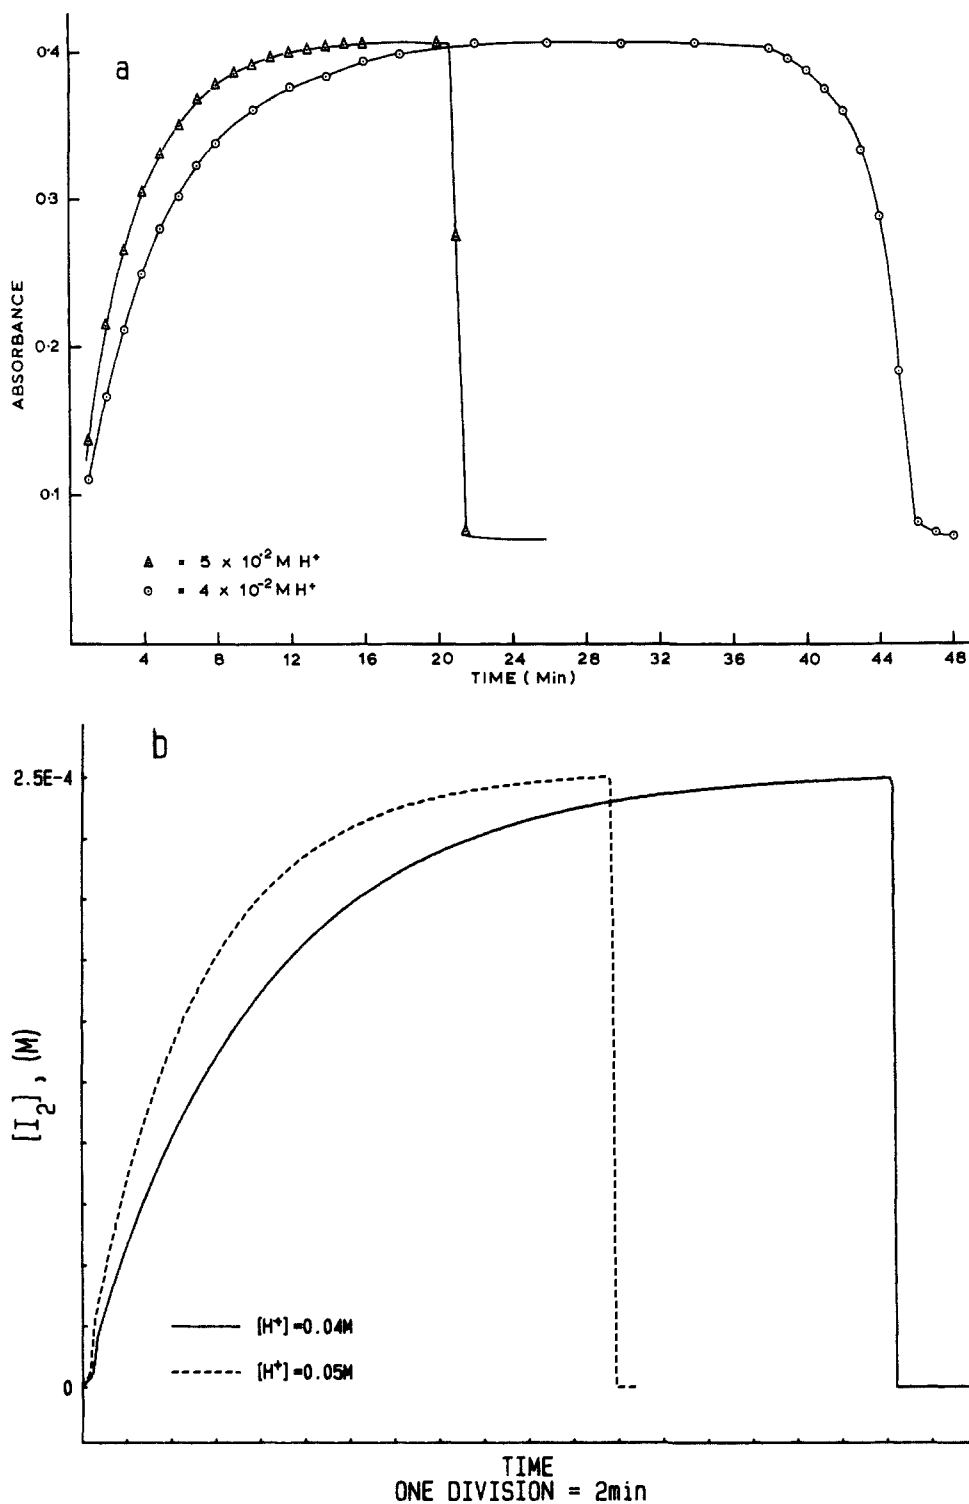 a
0·4
0·3
0·2
0·1
ABSORBANCE
▵ = 5 × 10⁻² M H⁺
⊙ = 4 × 10⁻² M H⁺
4 8 12 16 20 24 28 32 36 40 44 48
TIME ( Min )
b
2.5E-4
[I₂], (M)
[H⁺]=0.04M
[H⁺]=0.05M
0
TIME
ONE DIVISION = 2min